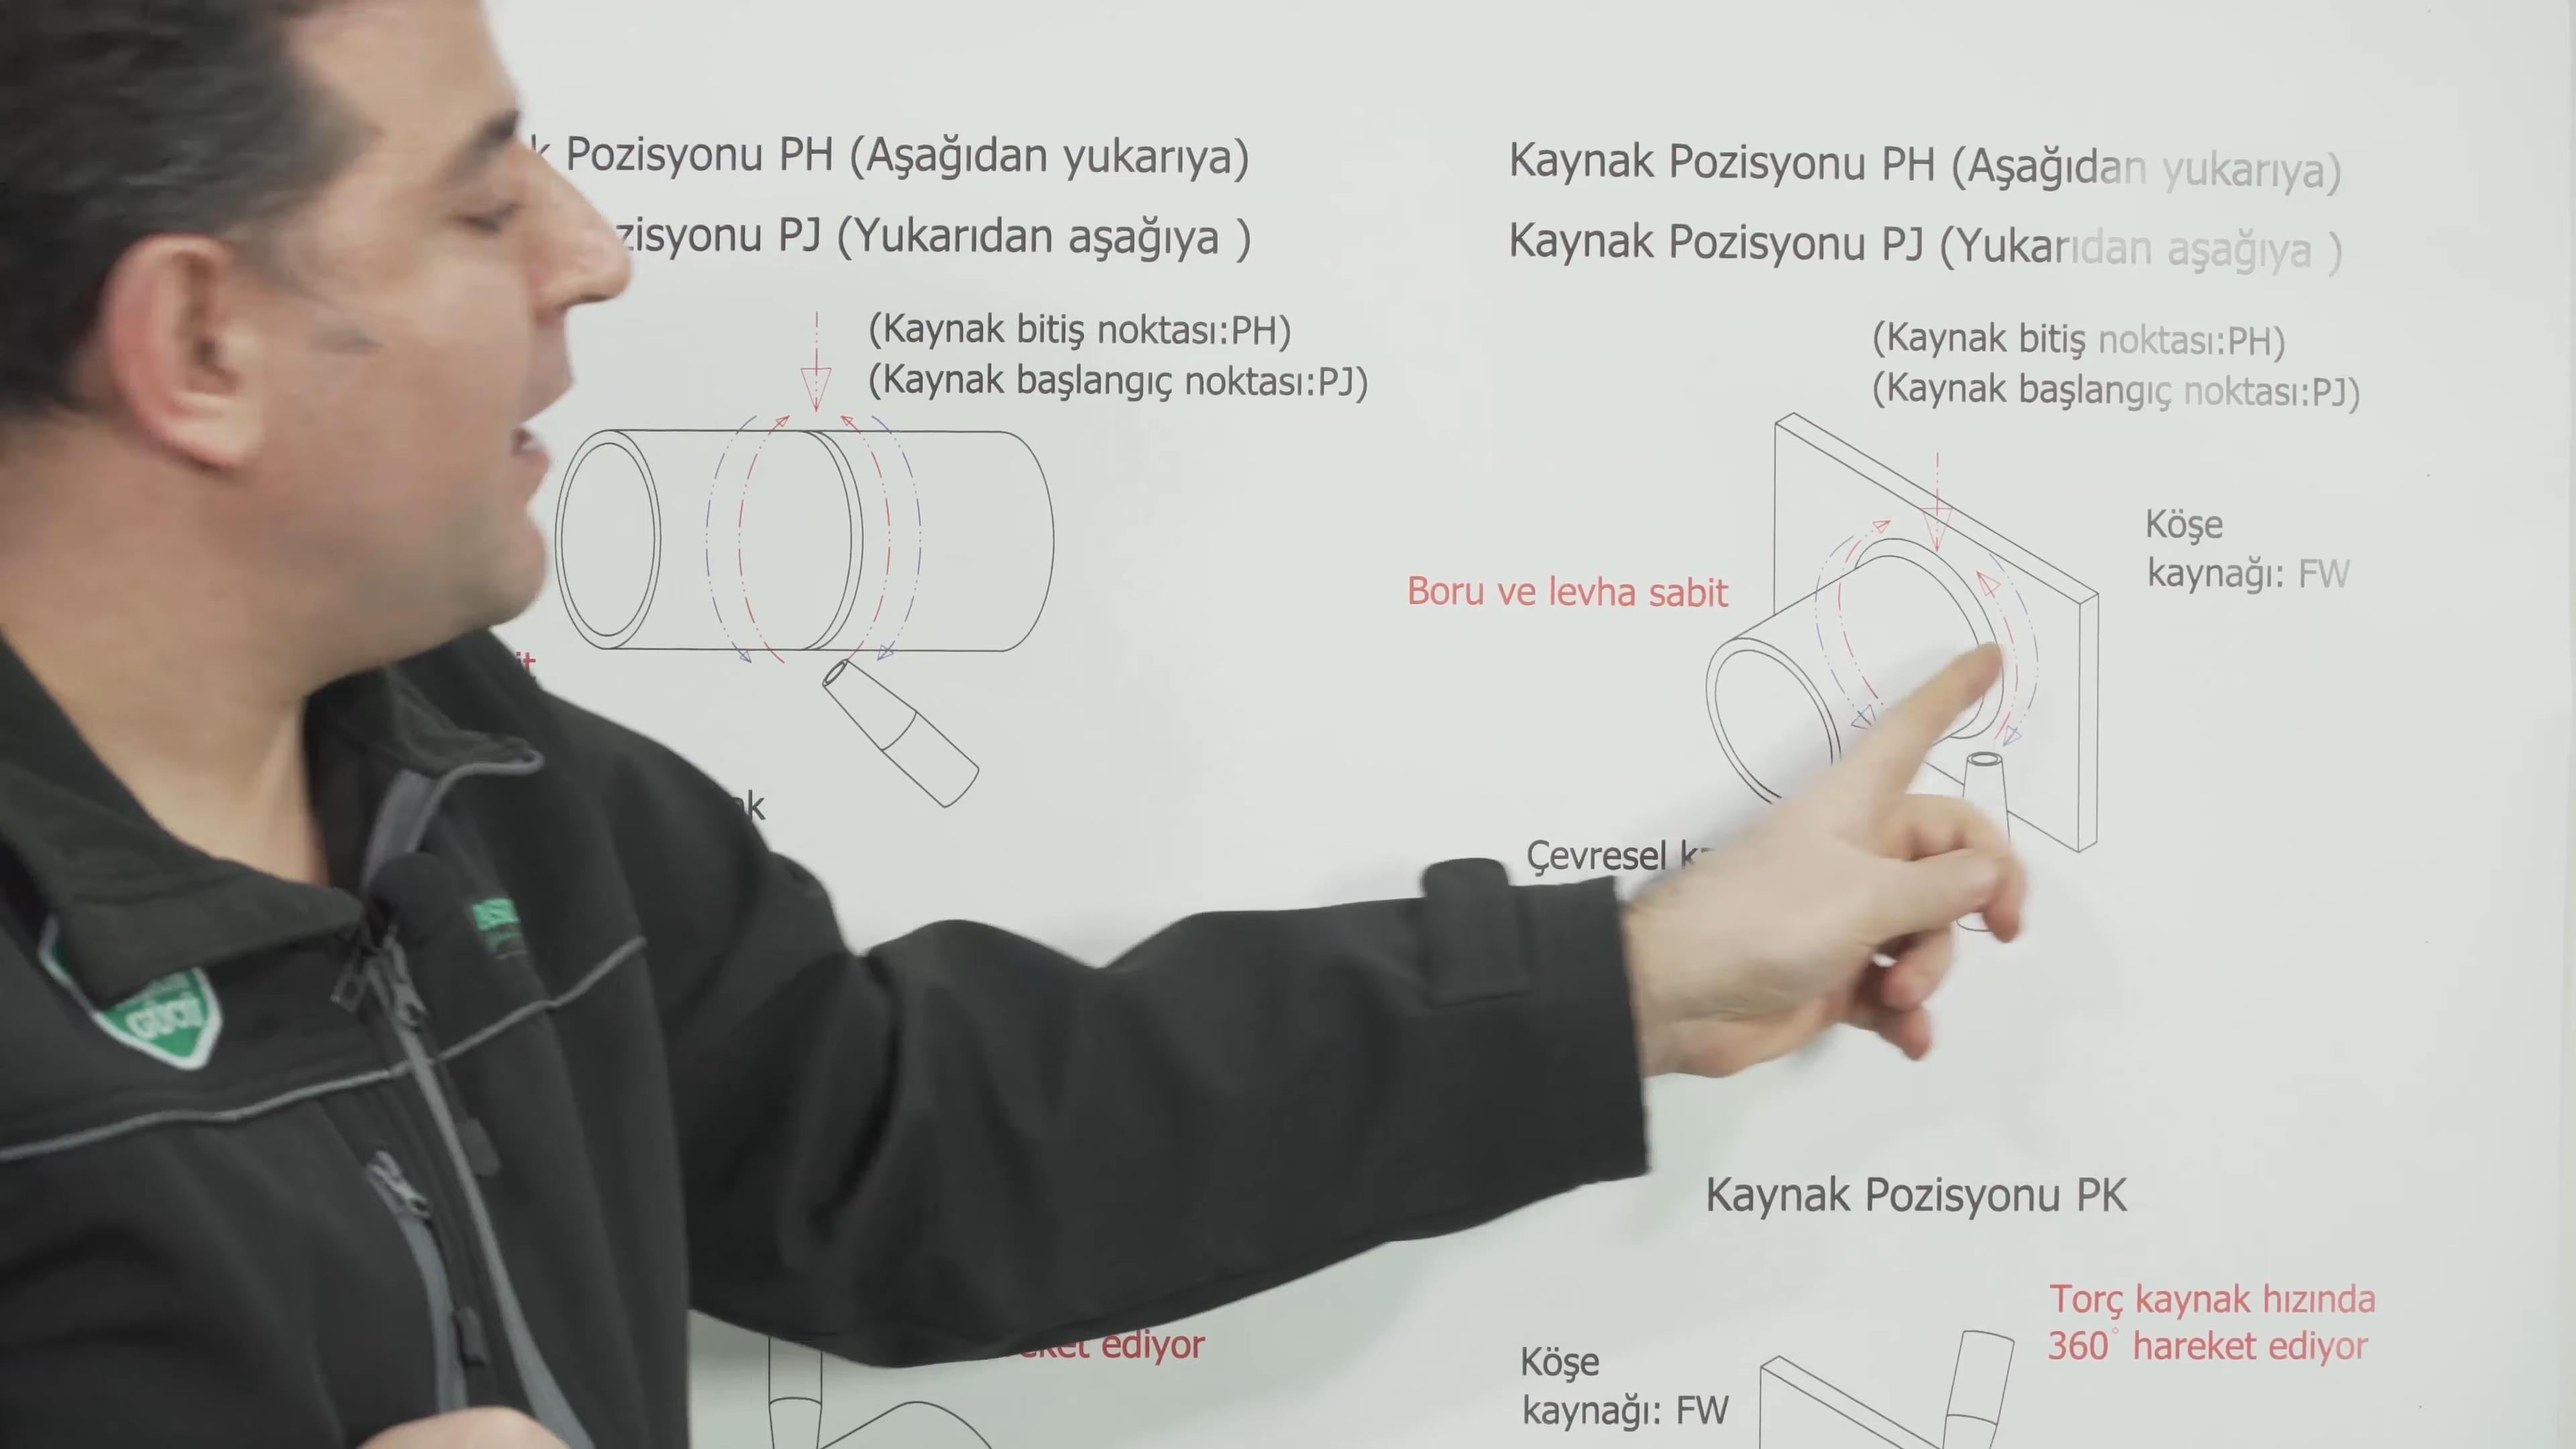 Pozisyonu PH (Aşağıdan yukarıya)
PJ (Yukarıdan aşağıya )
(Kaynak bitiş noktası:PH)
(Kaynak başlangıç noktası:PJ)
Kaynak Pozisyonu PH (Aşağıdan yukarıya)
Kaynak Pozisyonu PJ (Yukarıdan aşağıya )
(Kaynak bitiş noktası:PH)
(Kaynak başlangıç noktası:PJ)
Köşe
kaynağı: FW
Boru ve levha sabit
Çevresel
GÜCÜ
Kaynak Pozisyonu PK
Torç kaynak hızında
360° hareket ediyor
ediyor
Köşe
kaynağı: FW